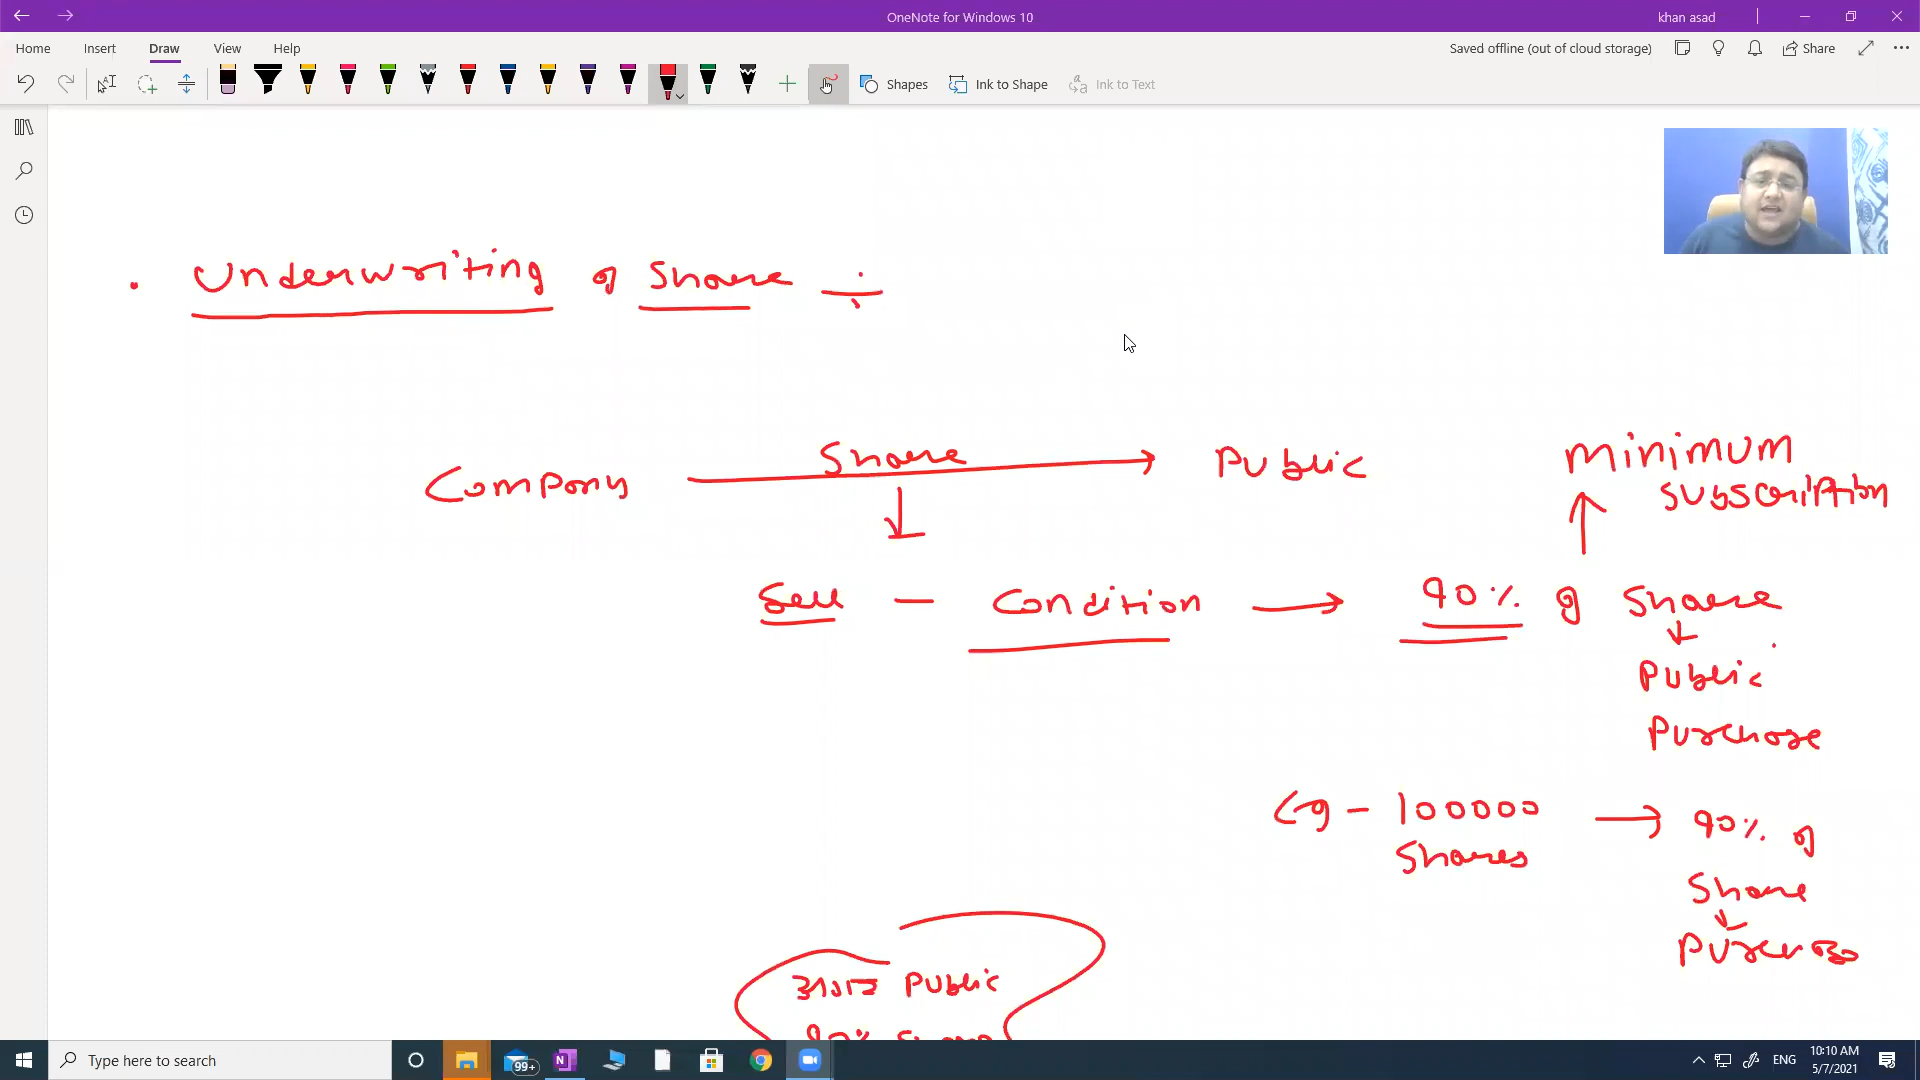 OneNote for Windows 10
khan asad
Home Insert Draw View Help
Saved offline (out of cloud storage)
Share
Shapes
Ink to Shape
Ink to Text
Underwriting of Share ÷
Company Share Public
minimum
subscription
Sell – Condition → 90% of Share
Public
Purchase
Eg – 100000
Shares
→ 90% of
Share
Purchase
अगर Public
90% Share
Type here to search
99+
ENG
10:10 AM
5/7/2021